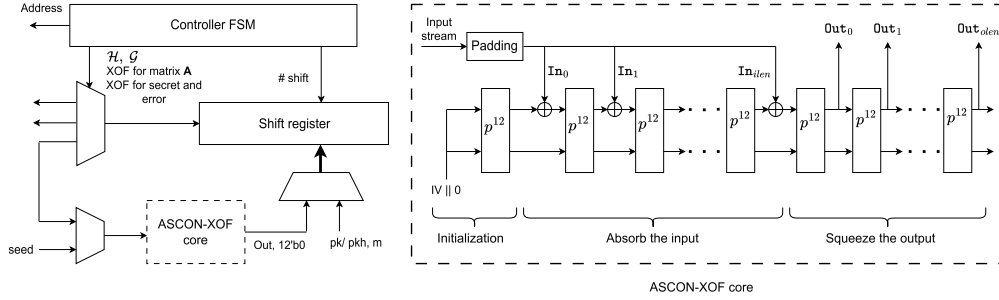 Address
Controller FSM
ℋ, 𝒢
XOF for matrix A
XOF for secret and
error
# shift
Shift register
seed
ASCON-XOF
core
Out, 12'b0
pk/ pkh, m
Input
stream
Padding
In₀
In₁
In_ilen
Out₀
Out₁
Out_olen
p¹²
p¹²
p¹²
. . .
p¹²
p¹²
p¹²
. . .
p¹²
. . .
. . .
IV || 0
Initialization
Absorb the input
Squeeze the output
ASCON-XOF core